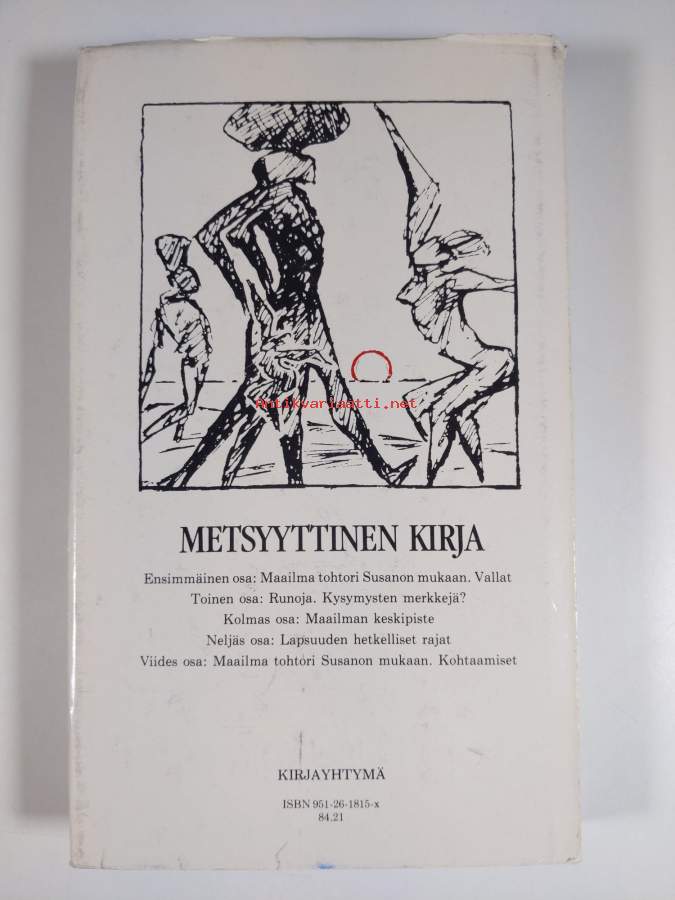 Antikvariaatti.net
METSYYTTINEN KIRJA
Ensimmäinen osa: Maailma tohtori Susanon mukaan. Vallat
Toinen osa: Runoja. Kysymysten merkkejä?
Kolmas osa: Maailman keskipiste
Neljäs osa: Lapsuuden hetkelliset rajat
Viides osa: Maailma tohtori Susanon mukaan. Kohtaamiset
KIRJAYHTYMÄ
ISBN 951-26-1815-x
84.21